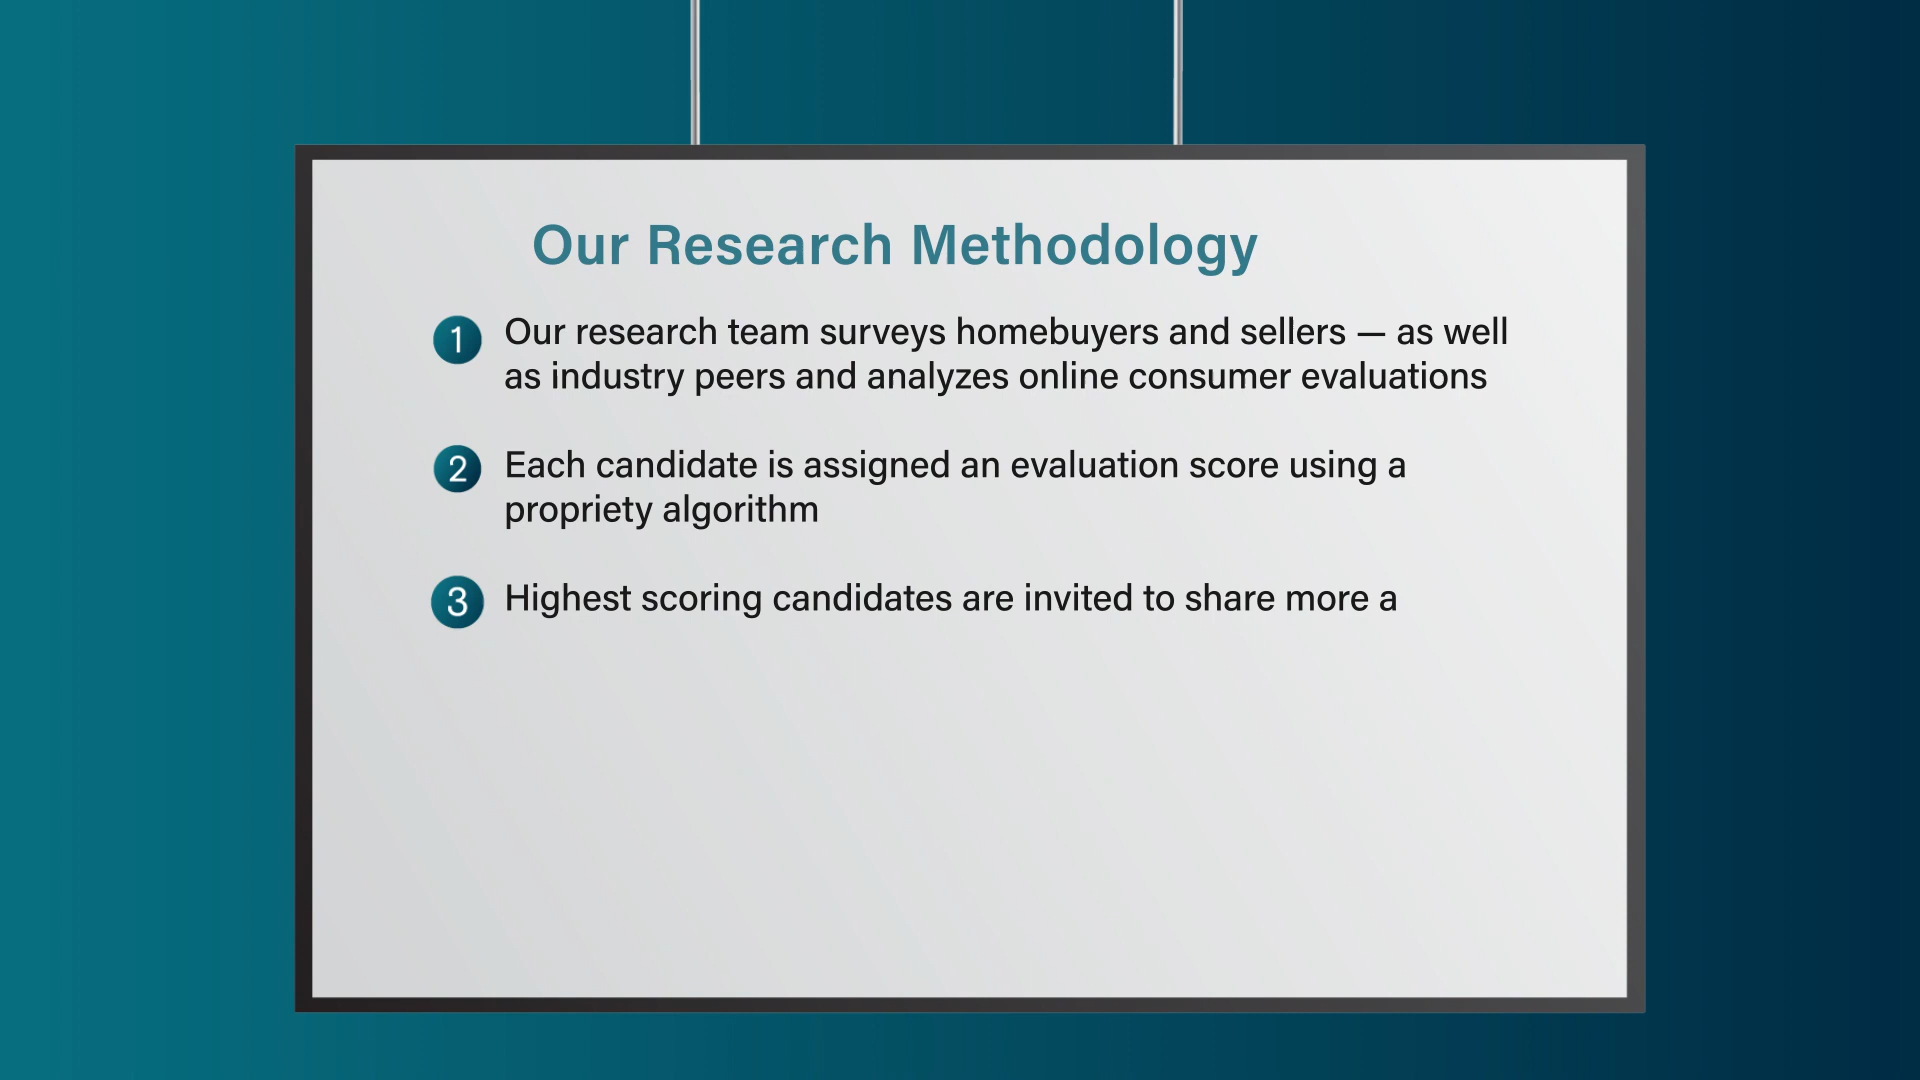 Our Research Methodology
1 Our research team surveys homebuyers and sellers — as well
as industry peers and analyzes online consumer evaluations
2 Each candidate is assigned an evaluation score using a
propriety algorithm
3 Highest scoring candidates are invited to share more a